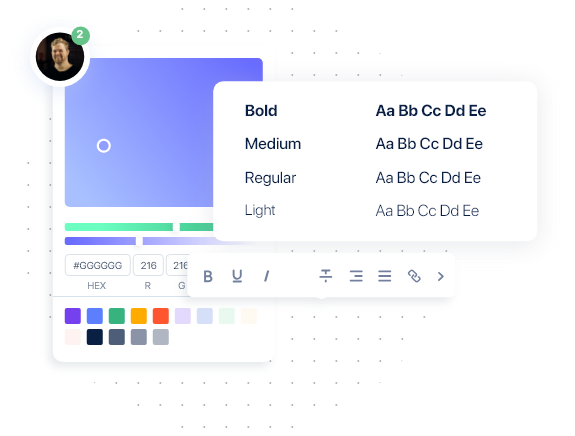 2
Bold Aa Bb Cc Dd Ee
Medium Aa Bb Cc Dd Ee
Regular Aa Bb Cc Dd Ee
Light Aa Bb Cc Dd Ee
#GGGGGG 216 216
HEX R G
B U I T